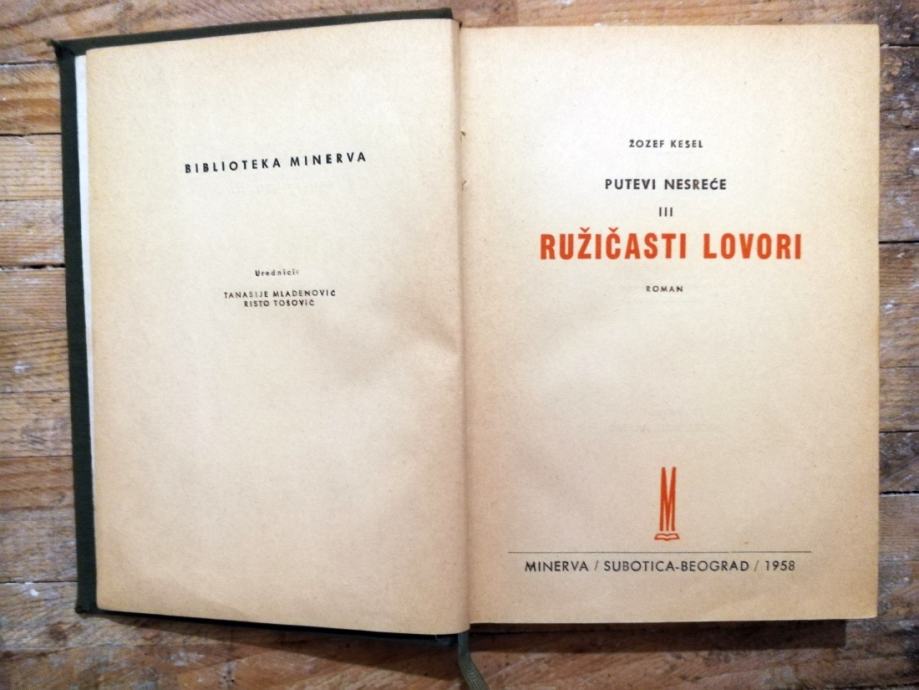 BIBLIOTEKA MINERVA
Urednici:
TANASIJE MLADENOVIĆ
RISTO TOŠOVIĆ
ŽOZEF KESEL
PUTEVI NESREĆE
III
RUŽIČASTI LOVORI
ROMAN
M
MINERVA / SUBOTICA-BEOGRAD / 1958